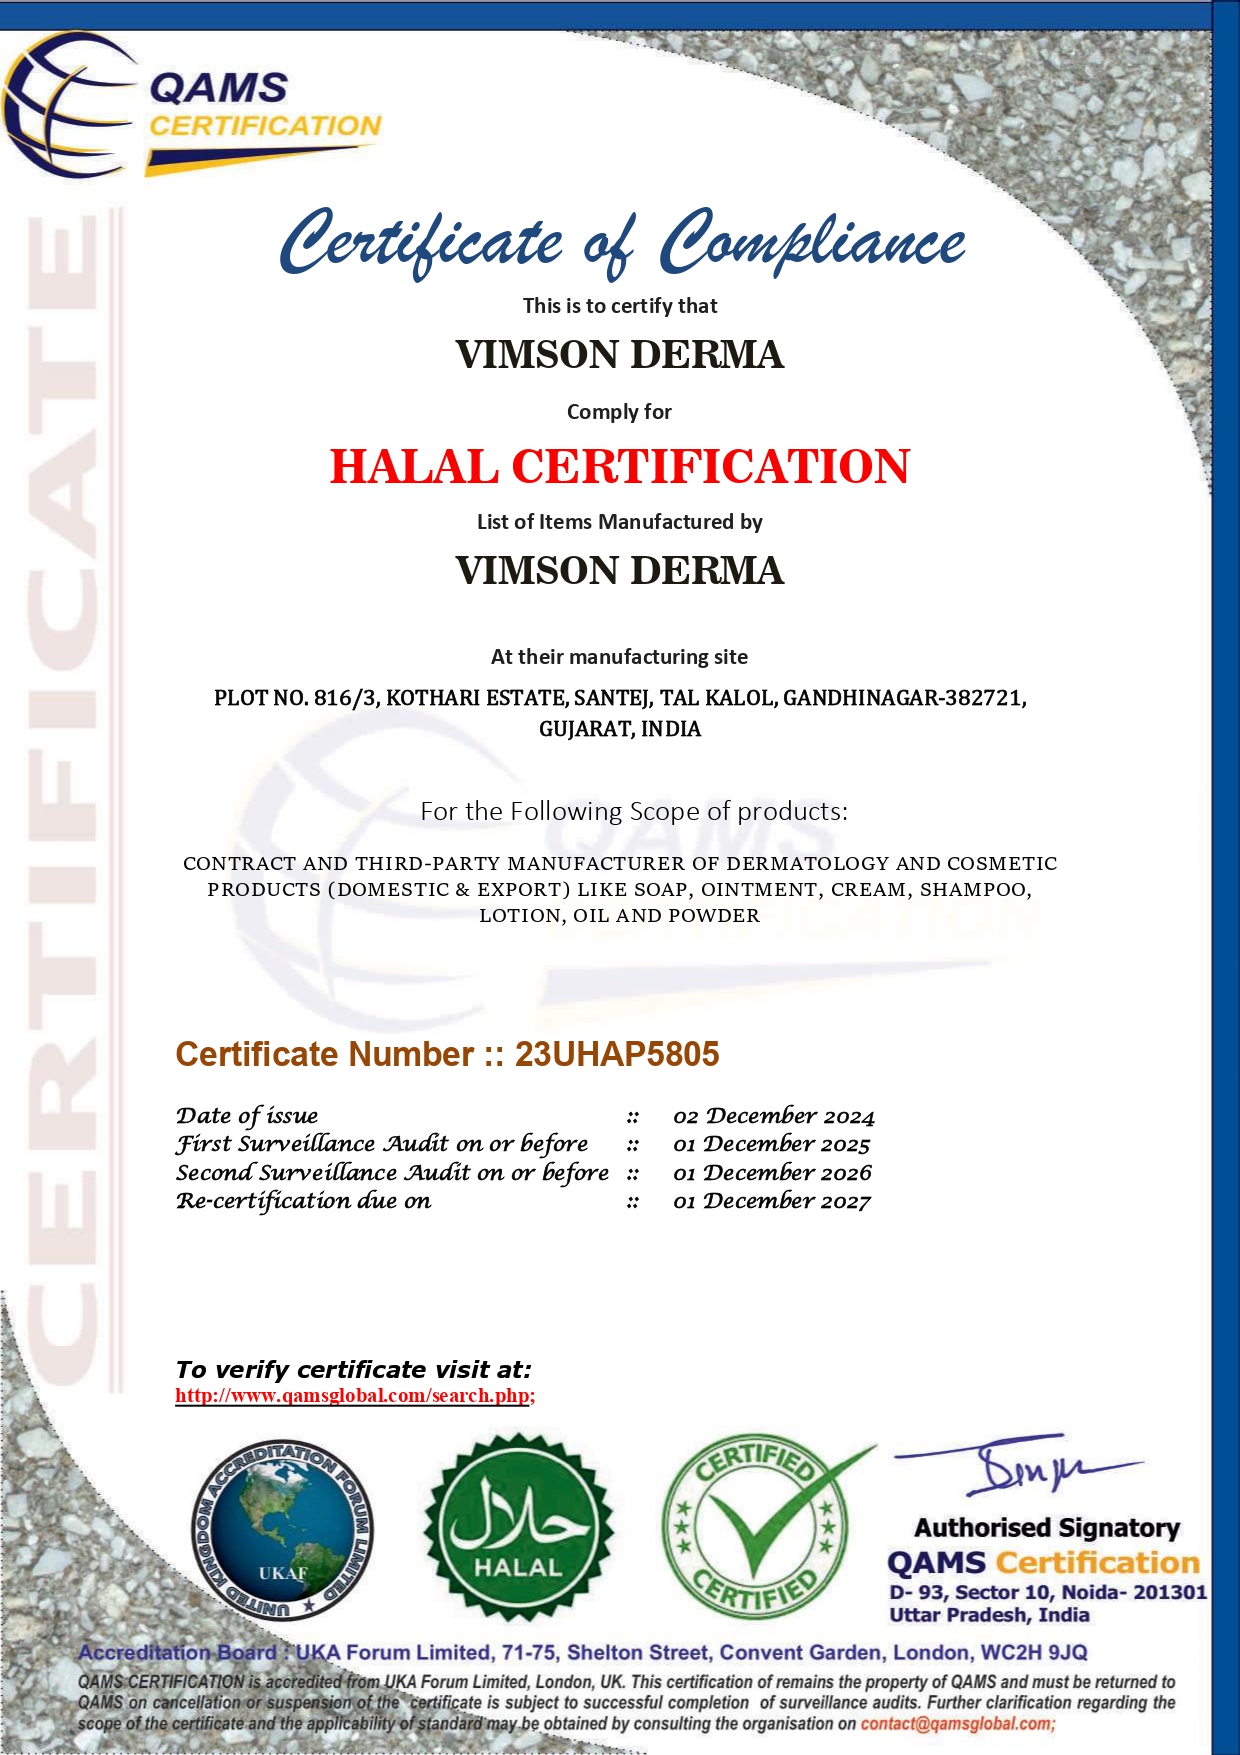 QAMS
CERTIFICATION
CERTIFICATE
Certificate of Compliance
This is to certify that
VIMSON DERMA
Comply for
HALAL CERTIFICATION
List of Items Manufactured by
VIMSON DERMA
At their manufacturing site
PLOT NO. 816/3, KOTHARI ESTATE, SANTEJ, TAL KALOL, GANDHINAGAR-382721,
GUJARAT, INDIA
For the Following Scope of products:
QAMS
CERTIFICATION
CONTRACT AND THIRD-PARTY MANUFACTURER OF DERMATOLOGY AND COSMETIC
PRODUCTS (DOMESTIC & EXPORT) LIKE SOAP, OINTMENT, CREAM, SHAMPOO,
LOTION, OIL AND POWDER
Certificate Number :: 23UHAP5805
Date of issue :: 02 December 2024
First Surveillance Audit on or before :: 01 December 2025
Second Surveillance Audit on or before :: 01 December 2026
Re-certification due on :: 01 December 2027
To verify certificate visit at:
http://www.qamsglobal.com/search.php;
UNITED KINGDOM ACCREDITATION FORUM LIMITED
UKAF
حلال
HALAL
CERTIFIED
CERTIFIED
Authorised Signatory
QAMS Certification
D- 93, Sector 10, Noida- 201301
Uttar Pradesh, India
Accreditation Board : UKA Forum Limited, 71-75, Shelton Street, Convent Garden, London, WC2H 9JQ
QAMS CERTIFICATION is accredited from UKA Forum Limited, London, UK. This certification of remains the property of QAMS and must be returned to
QAMS on cancellation or suspension of the certificate is subject to successful completion of surveillance audits. Further clarification regarding the
scope of the certificate and the applicability of standard may be obtained by consulting the organisation on contact@qamsglobal.com;